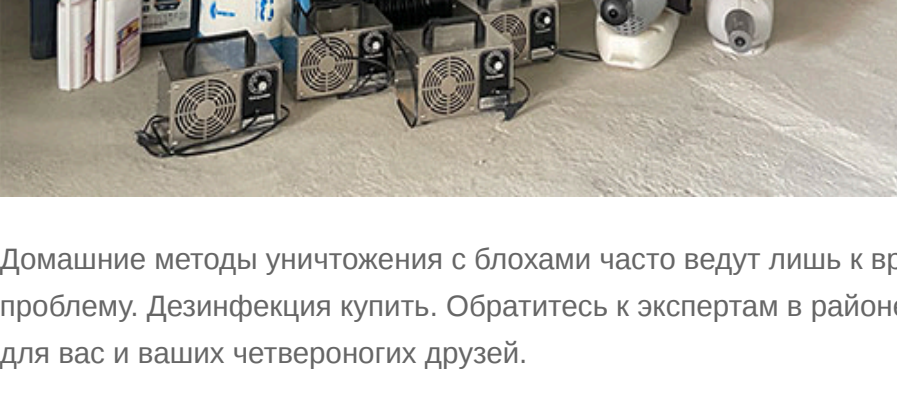 Домашние методы уничтожения с блохами часто ведут лишь к вр
проблему. Дезинфекция купить. Обратитесь к экспертам в районе
для вас и ваших четвероногих друзей.